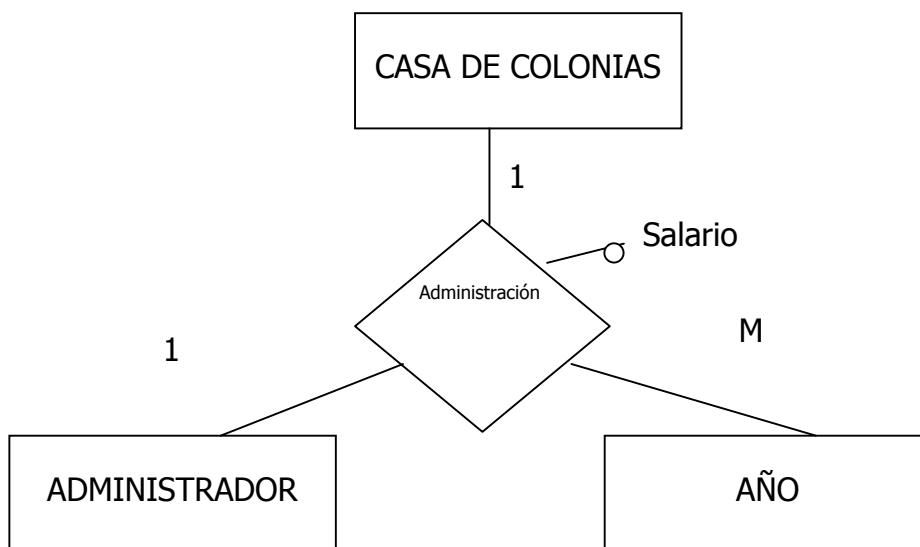 CASA DE COLONIAS
1
Salario
Administración
M
1
ADMINISTRADOR
AÑO